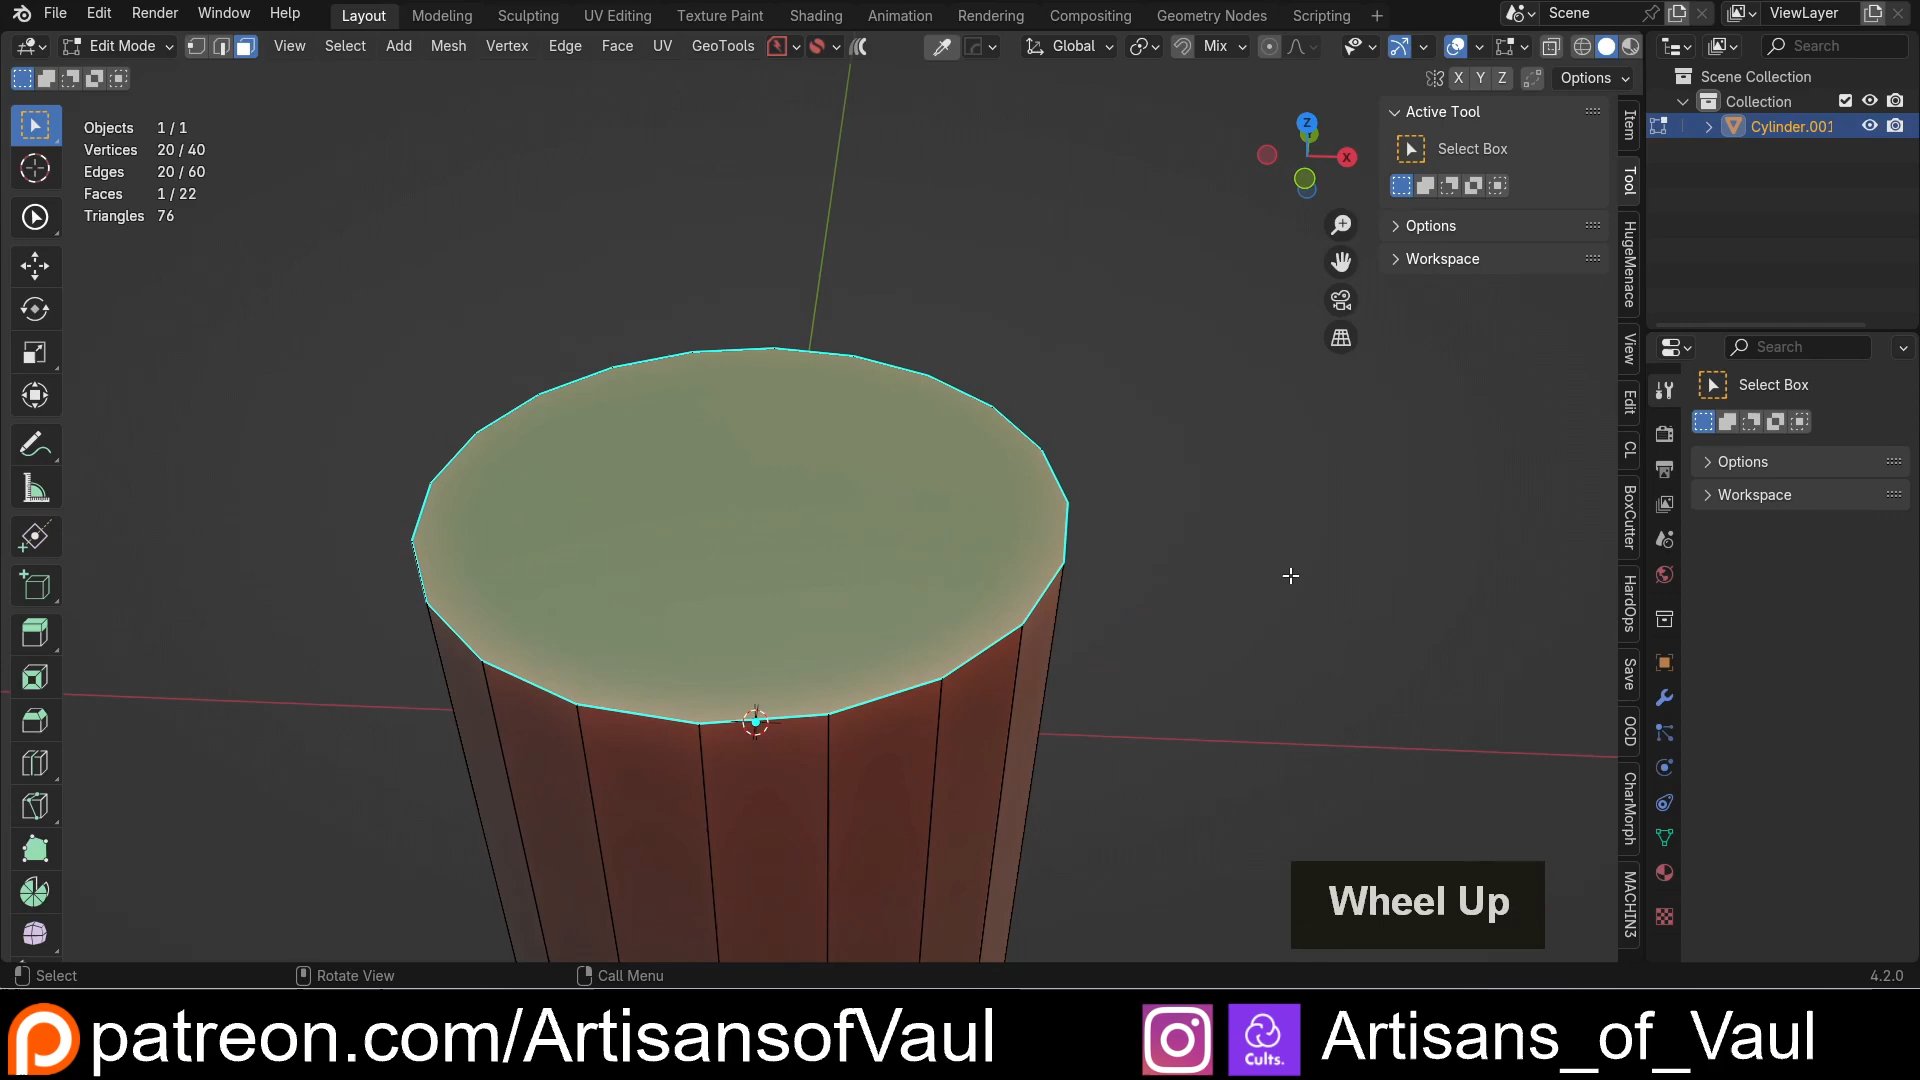 File Edit Render Window Help Layout Modeling Sculpting UV Editing Texture Paint Shading Animation Rendering Compositing Geometry Nodes Scripting + Scene ViewLayer
Edit Mode View Select Add Mesh Vertex Edge Face UV GeoTools Global Mix Search
X Y Z Options
Scene Collection
Collection
Cylinder.001
Objects 1 / 1
Vertices 20 / 40
Edges 20 / 60
Faces 1 / 22
Triangles 76
Z
X
Active Tool
Select Box
Options
Workspace
Item
Tool
HugeMenace
View
Edit
CL
BoxCutter
HardOps
Save
OCD
CharMorph
MACHIN3
Search
Select Box
Options
Workspace
Wheel Up
Select Rotate View Call Menu 4.2.0
patreon.com/ArtisansofVaul Cults. Artisans_of_Vaul